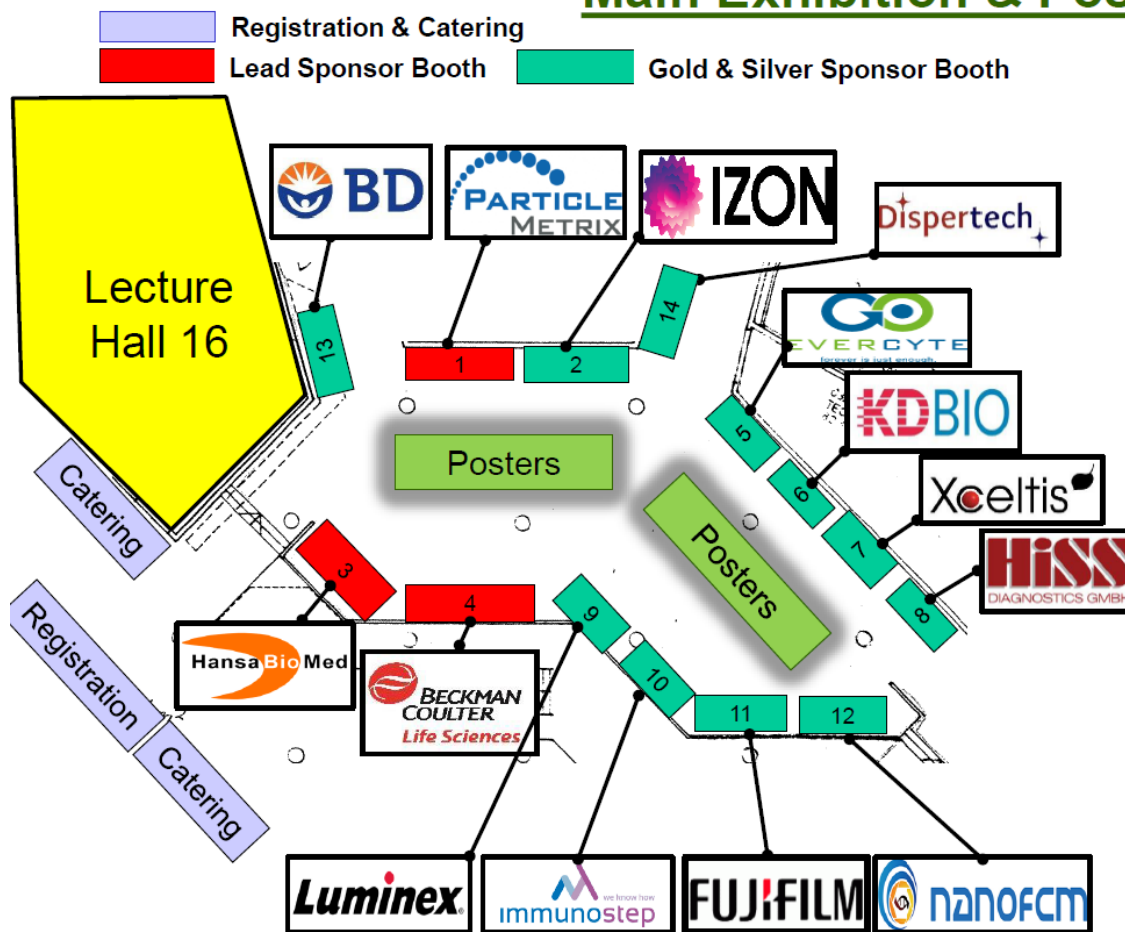 Registration & Catering
Lead Sponsor Booth
Gold & Silver Sponsor Booth
Lecture
Hall 16
BD
PARTICLE
METRIX
IZON
Dispertech
EVERCYTE
forever is just enough.
KDBIO
Xceltis
HiSS
DIAGNOSTICS GMBH
13
1
2
14
5
6
7
8
Posters
Posters
Catering
Registration
Catering
3
4
9
10
11
12
HansaBioMed
BECKMAN
COULTER
Life Sciences
Luminex
we know how
immunostep
FUJIFILM
nanofcm